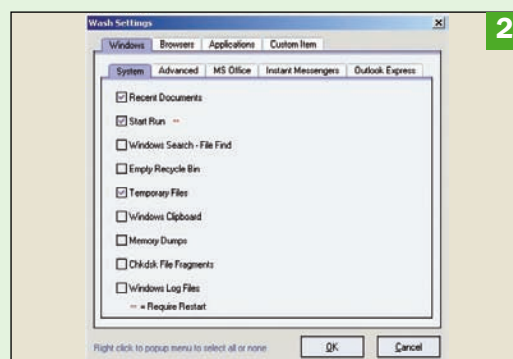 Wash Settings
2
Windows Browsers Applications Custom Item
System Advanced MS Office Instant Messengers Outlook Express
Recent Documents
Start Run --
Windows Search - File Find
Empty Recycle Bin
Temporary Files
Windows Clipboard
Memory Dumps
Chkdsk File Fragments
Windows Log Files
-- = Require Restart
Right click to popup menu to select all or none OK Cancel